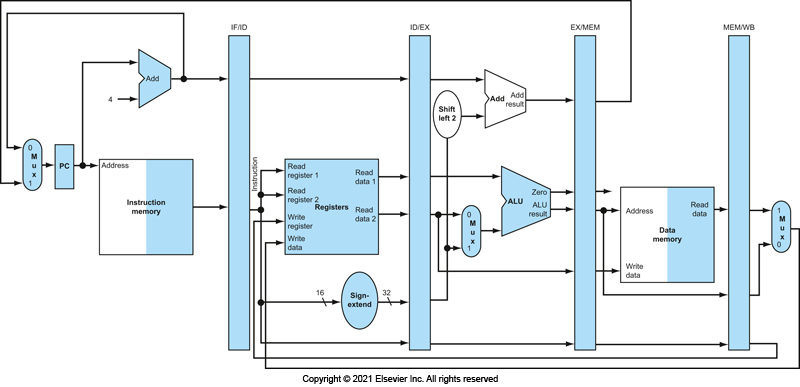 IF/ID
ID/EX
EX/MEM
MEM/WB
Add
4
Shift
left 2
Add
Add
result
0
M
u
x
1
PC
Address
Instruction
memory
Instruction
Read
register 1
Read
register 2
Write
register
Write
data
Registers
Read
data 1
Read
data 2
0
M
u
x
1
ALU
Zero
ALU
result
Address
Write
data
Read
data
Data
memory
1
M
u
x
0
16
Sign-
extend
32
Copyright © 2021 Elsevier Inc. All rights reserved